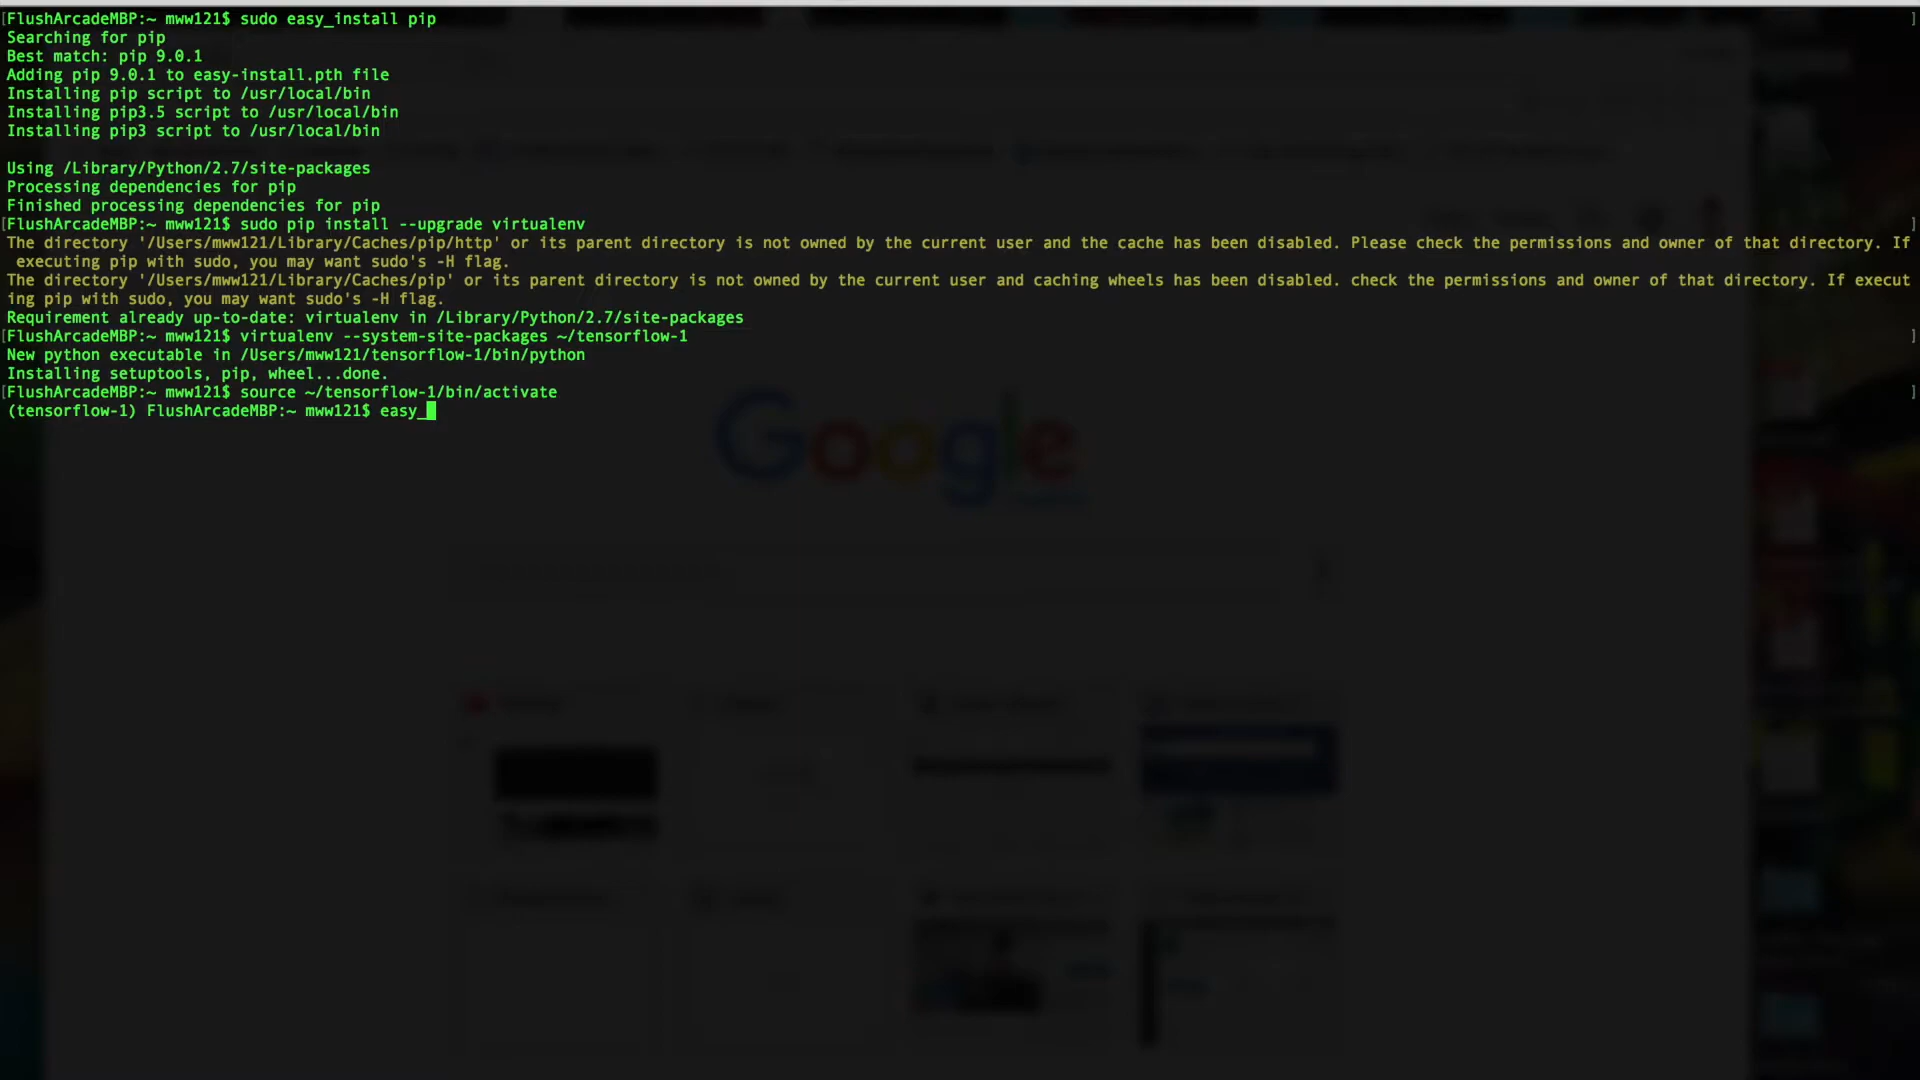 [FlushArcadeMBP:~ mww121$ sudo easy_install pip ]
Searching for pip
Best match: pip 9.0.1
Adding pip 9.0.1 to easy-install.pth file
Installing pip script to /usr/local/bin
Installing pip3.5 script to /usr/local/bin
Installing pip3 script to /usr/local/bin
Using /Library/Python/2.7/site-packages
Processing dependencies for pip
Finished processing dependencies for pip
[FlushArcadeMBP:~ mww121$ sudo pip install --upgrade virtualenv ]
The directory '/Users/mww121/Library/Caches/pip/http' or its parent directory is not owned by the current user and the cache has been disabled. Please check the permissions and owner of that directory. If
executing pip with sudo, you may want sudo's -H flag.
The directory '/Users/mww121/Library/Caches/pip' or its parent directory is not owned by the current user and caching wheels has been disabled. check the permissions and owner of that directory. If execut
ing pip with sudo, you may want sudo's -H flag.
Requirement already up-to-date: virtualenv in /Library/Python/2.7/site-packages
[FlushArcadeMBP:~ mww121$ virtualenv --system-site-packages ~/tensorflow-1 ]
New python executable in /Users/mww121/tensorflow-1/bin/python
Installing setuptools, pip, wheel...done.
[FlushArcadeMBP:~ mww121$ source ~/tensorflow-1/bin/activate ]
(tensorflow-1) FlushArcadeMBP:~ mww121$ easy_
Google